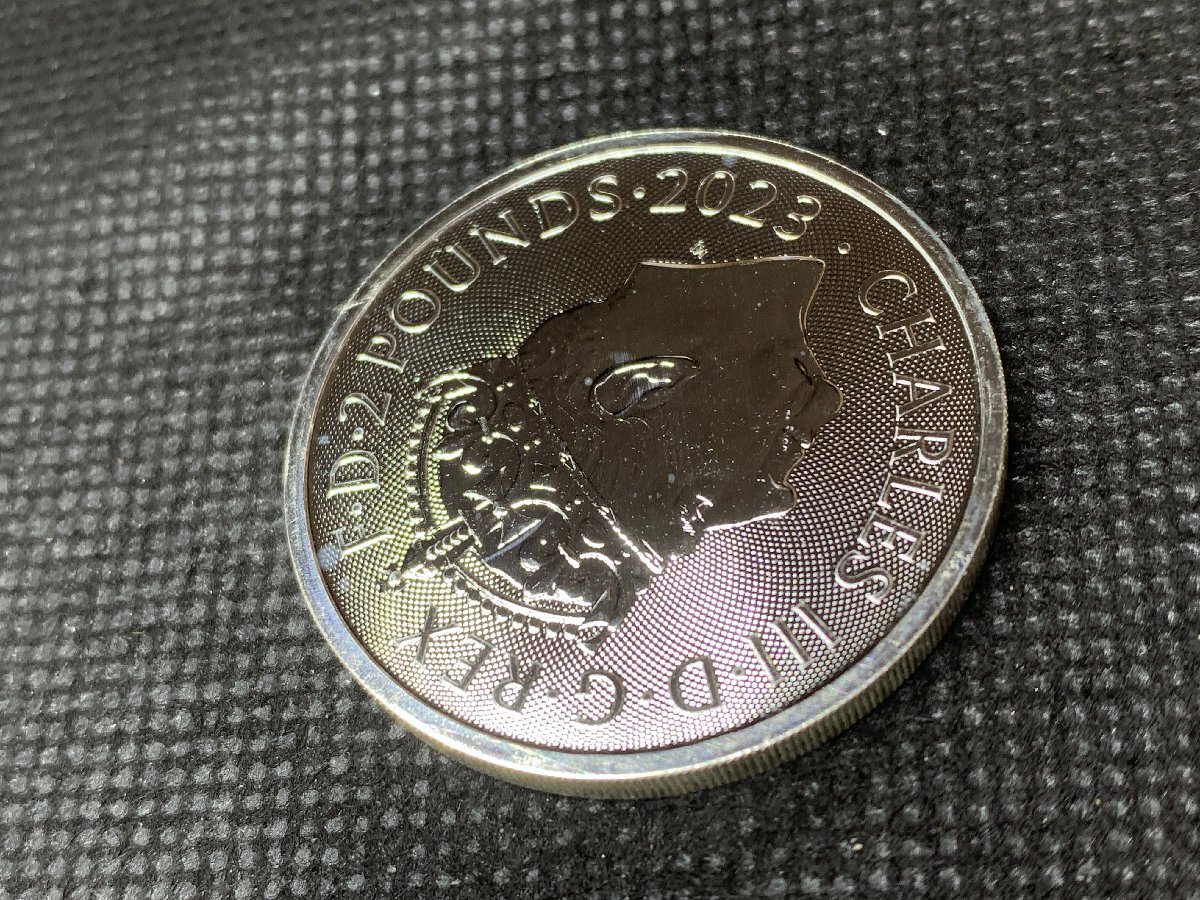 CHARLES III · D · G · REX · F · D · 2 POUNDS · 2023 ·